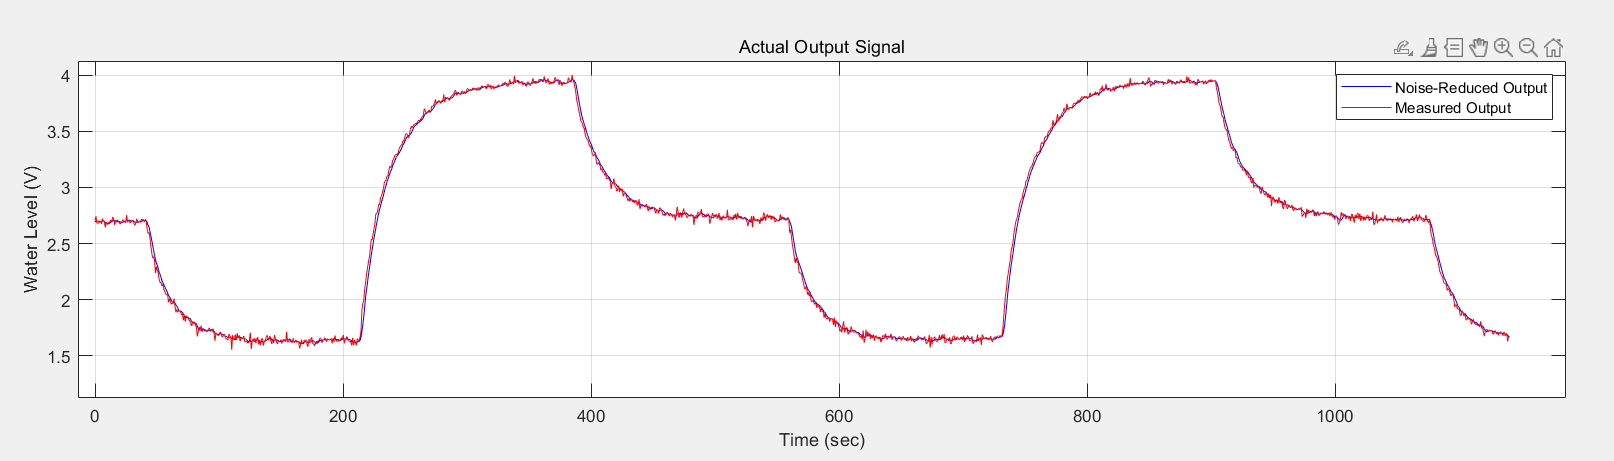 Actual Output Signal
Noise-Reduced Output
Measured Output
4
3.5
3
2.5
2
1.5
Water Level (V)
0
200
400
600
800
1000
Time (sec)